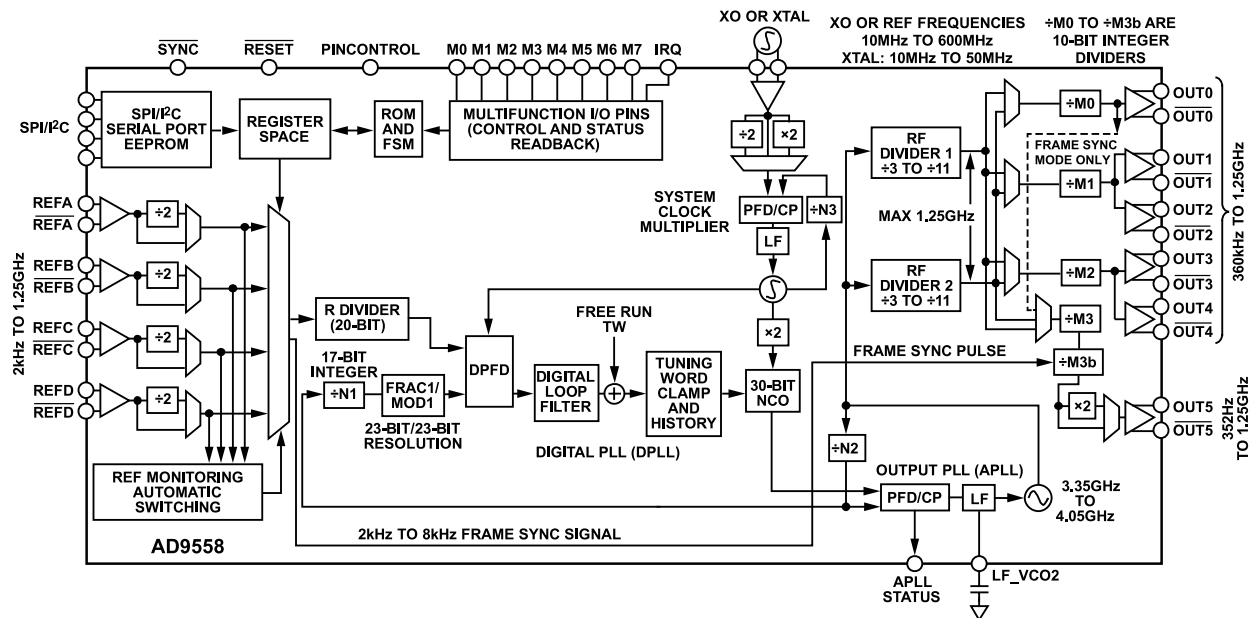 XO OR XTAL
XO OR REF FREQUENCIES
10MHz TO 600MHz
XTAL: 10MHz TO 50MHz
÷M0 TO ÷M3b ARE
10-BIT INTEGER
DIVIDERS
SYNC
RESET
PINCONTROL
M0 M1 M2 M3 M4 M5 M6 M7 IRQ
SPI/I2C
SPI/I2C
SERIAL PORT
EEPROM
REGISTER
SPACE
ROM
AND
FSM
MULTIFUNCTION I/O PINS
(CONTROL AND STATUS
READBACK)
÷2
×2
SYSTEM
CLOCK
MULTIPLIER
PFD/CP
÷N3
LF
×2
RF
DIVIDER 1
÷3 TO ÷11
MAX 1.25GHz
RF
DIVIDER 2
÷3 TO ÷11
÷M0
FRAME SYNC
MODE ONLY
÷M1
÷M2
÷M3
÷M3b
×2
OUT0
OUT0
OUT1
OUT1
OUT2
OUT2
OUT3
OUT3
OUT4
OUT4
OUT5
OUT5
360kHz TO 1.25GHz
352Hz
TO 1.25GHz
2kHz TO 1.25GHz
REFA
REFA
÷2
REFB
REFB
÷2
REFC
REFC
÷2
REFD
REFD
÷2
REF MONITORING
AUTOMATIC
SWITCHING
R DIVIDER
(20-BIT)
17-BIT
INTEGER
÷N1
FRAC1/
MOD1
23-BIT/23-BIT
RESOLUTION
DPFD
FREE RUN
TW
DIGITAL
LOOP
FILTER
TUNING
WORD
CLAMP
AND
HISTORY
30-BIT
NCO
DIGITAL PLL (DPLL)
FRAME SYNC PULSE
÷N2
OUTPUT PLL (APLL)
PFD/CP
LF
3.35GHz
TO
4.05GHz
2kHz TO 8kHz FRAME SYNC SIGNAL
AD9558
APLL
STATUS
LF_VCO2